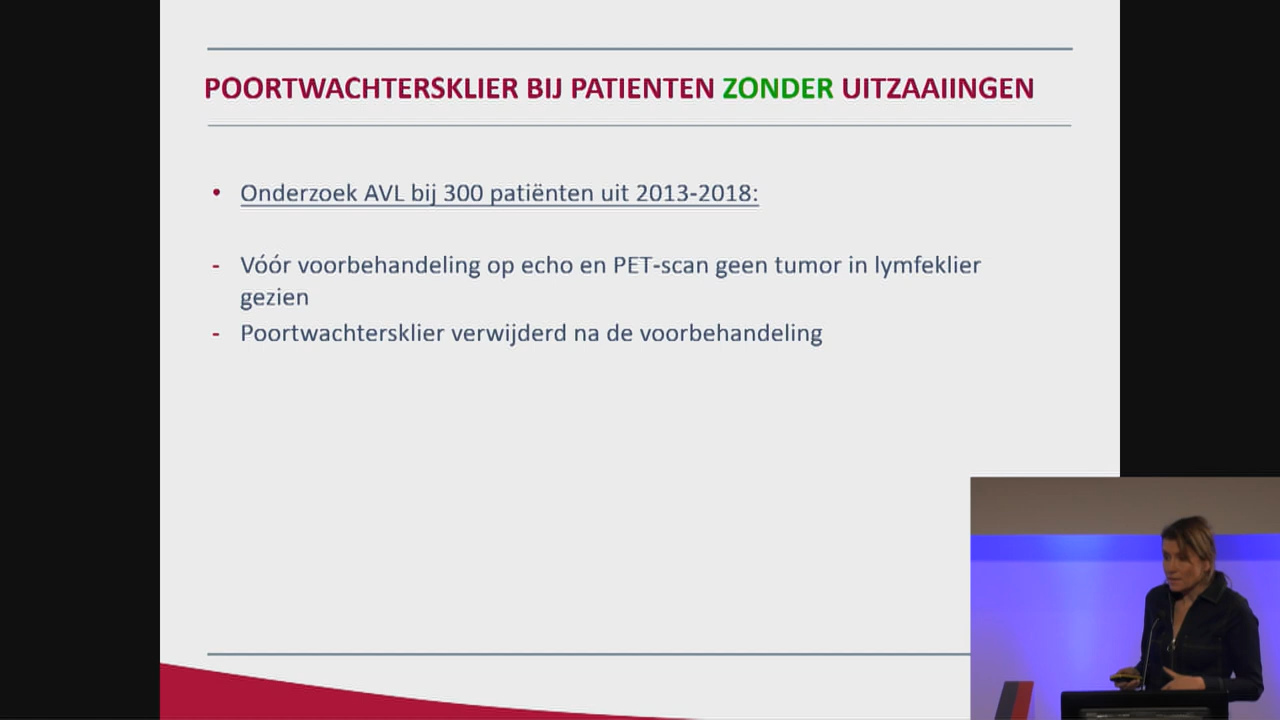 POORTWACHTERSKLIER BIJ PATIENTEN ZONDER UITZAAIINGEN
• Onderzoek AVL bij 300 patiënten uit 2013-2018:
- Vóór voorbehandeling op echo en PET-scan geen tumor in lymfeklier
gezien
- Poortwachtersklier verwijderd na de voorbehandeling